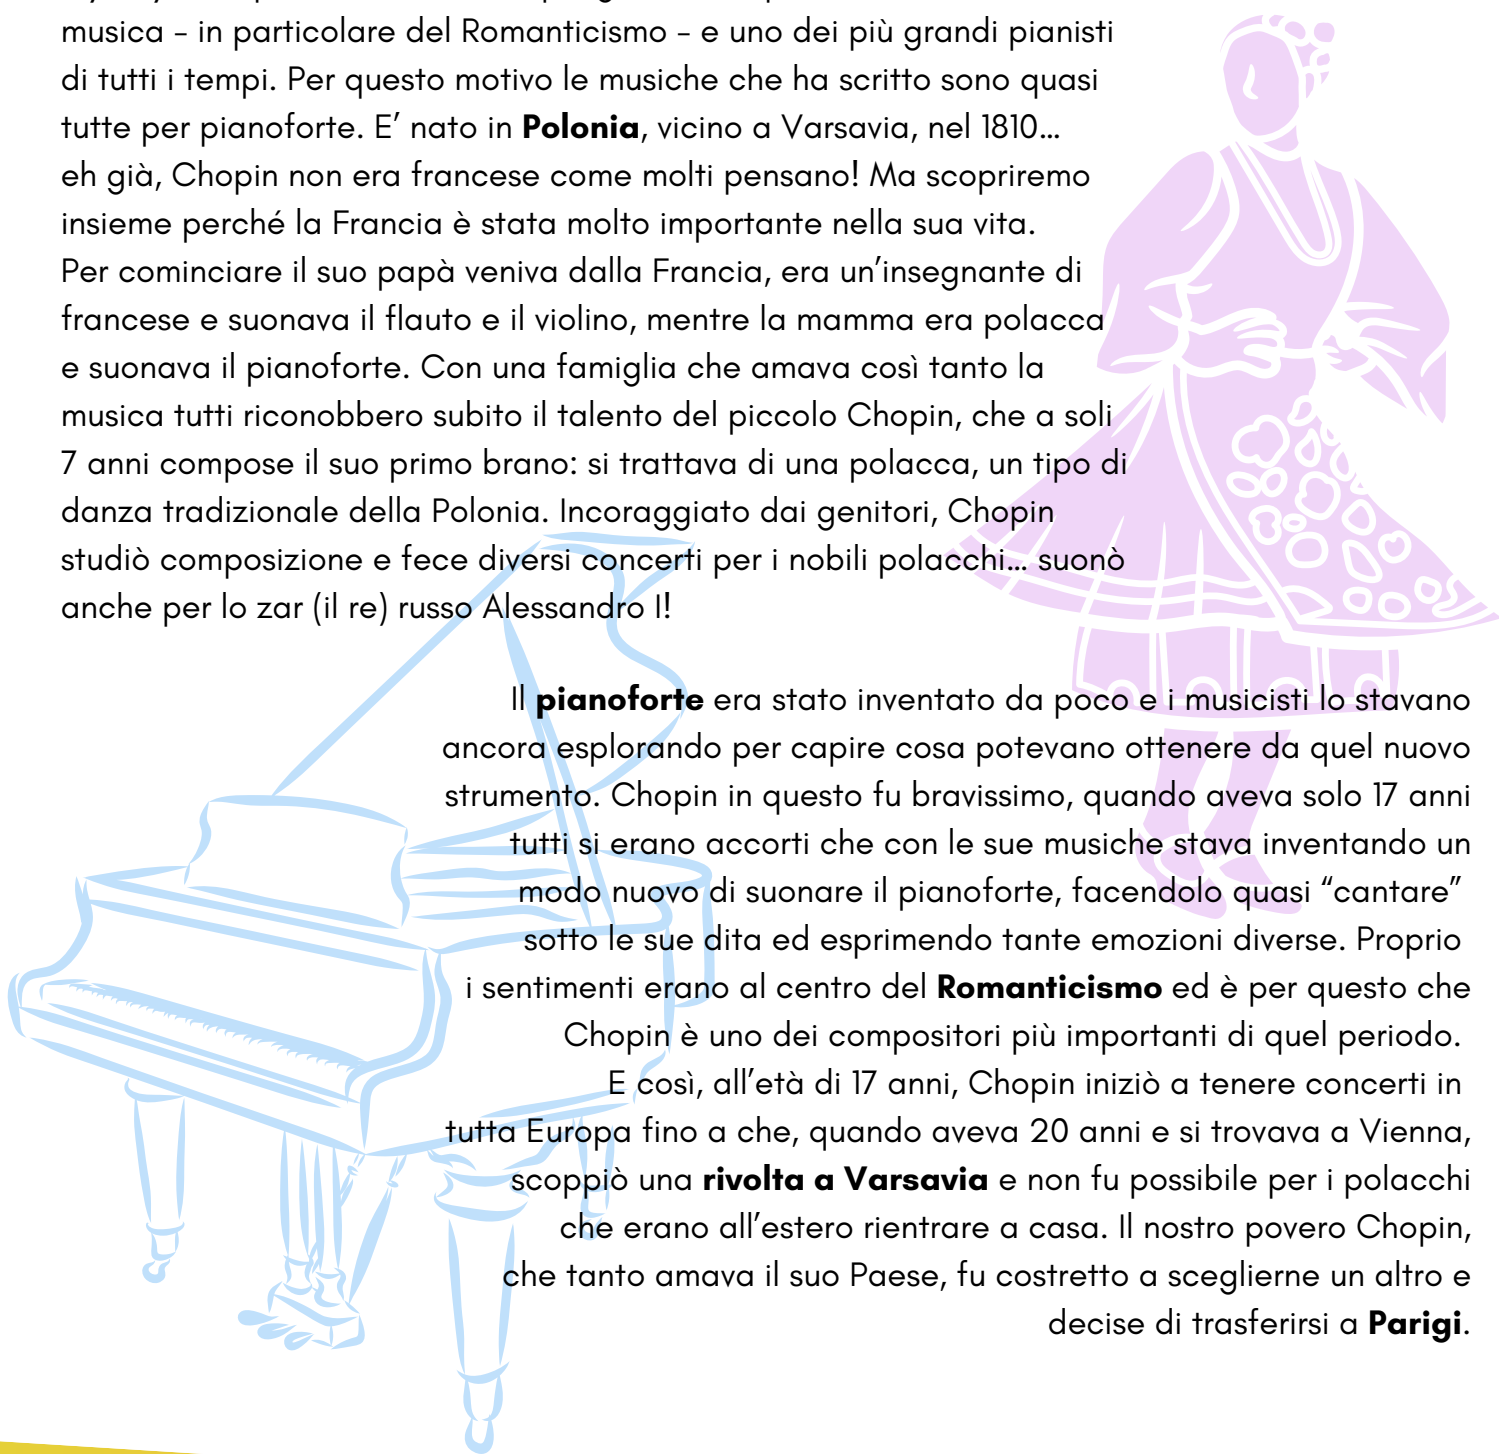 musica - in particolare del Romanticismo - e uno dei più grandi pianisti
di tutti i tempi. Per questo motivo le musiche che ha scritto sono quasi
tutte per pianoforte. E’ nato in Polonia, vicino a Varsavia, nel 1810...
eh già, Chopin non era francese come molti pensano! Ma scopriremo
insieme perché la Francia è stata molto importante nella sua vita.
Per cominciare il suo papà veniva dalla Francia, era un’insegnante di
francese e suonava il flauto e il violino, mentre la mamma era polacca
e suonava il pianoforte. Con una famiglia che amava così tanto la
musica tutti riconobbero subito il talento del piccolo Chopin, che a soli
7 anni compose il suo primo brano: si trattava di una polacca, un tipo di
danza tradizionale della Polonia. Incoraggiato dai genitori, Chopin
studiò composizione e fece diversi concerti per i nobili polacchi... suonò
anche per lo zar (il re) russo Alessandro I!
Il pianoforte era stato inventato da poco e i musicisti lo stavano
ancora esplorando per capire cosa potevano ottenere da quel nuovo
strumento. Chopin in questo fu bravissimo, quando aveva solo 17 anni
tutti si erano accorti che con le sue musiche stava inventando un
modo nuovo di suonare il pianoforte, facendolo quasi “cantare”
sotto le sue dita ed esprimendo tante emozioni diverse. Proprio
i sentimenti erano al centro del Romanticismo ed è per questo che
Chopin è uno dei compositori più importanti di quel periodo.
E così, all’età di 17 anni, Chopin iniziò a tenere concerti in
tutta Europa fino a che, quando aveva 20 anni e si trovava a Vienna,
scoppiò una rivolta a Varsavia e non fu possibile per i polacchi
che erano all’estero rientrare a casa. Il nostro povero Chopin,
che tanto amava il suo Paese, fu costretto a sceglierne un altro e
decise di trasferirsi a Parigi.